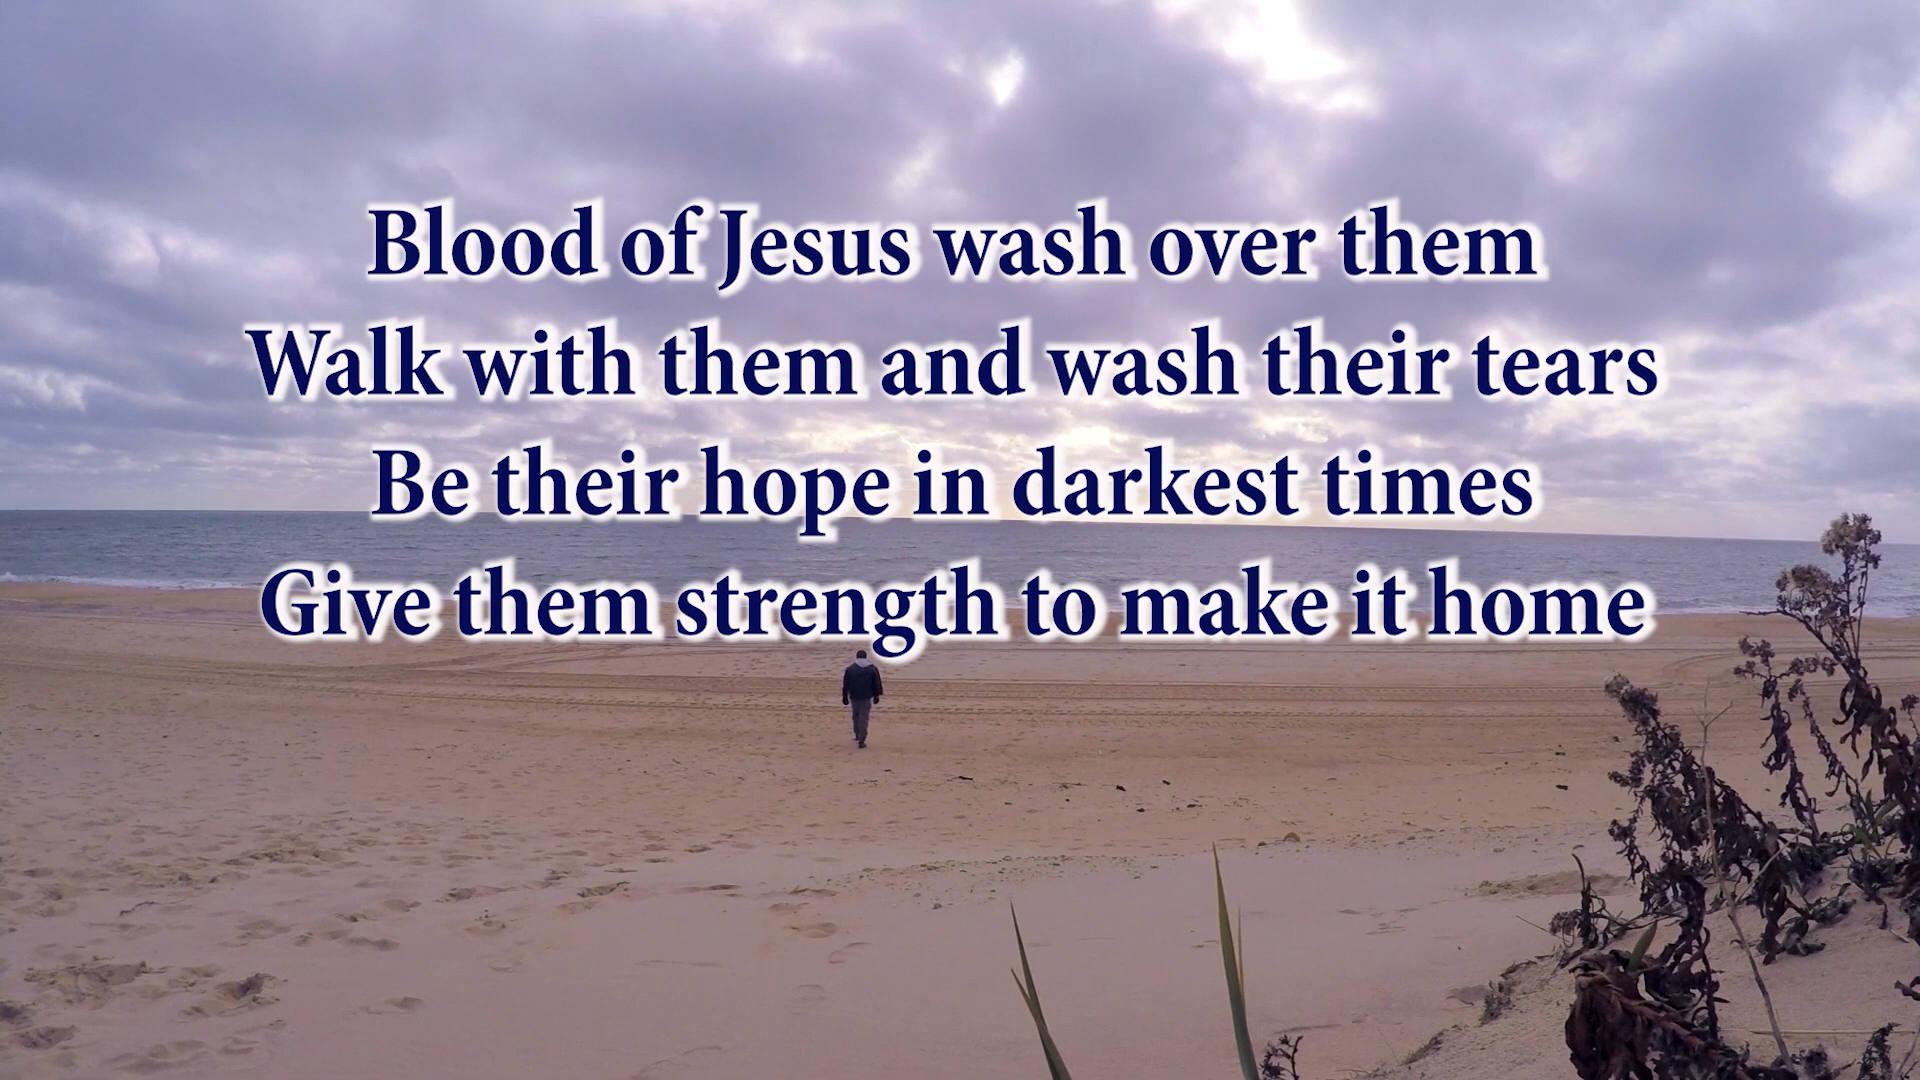 Blood of Jesus wash over them
Walk with them and wash their tears
Be their hope in darkest times
Give them strength to make it home